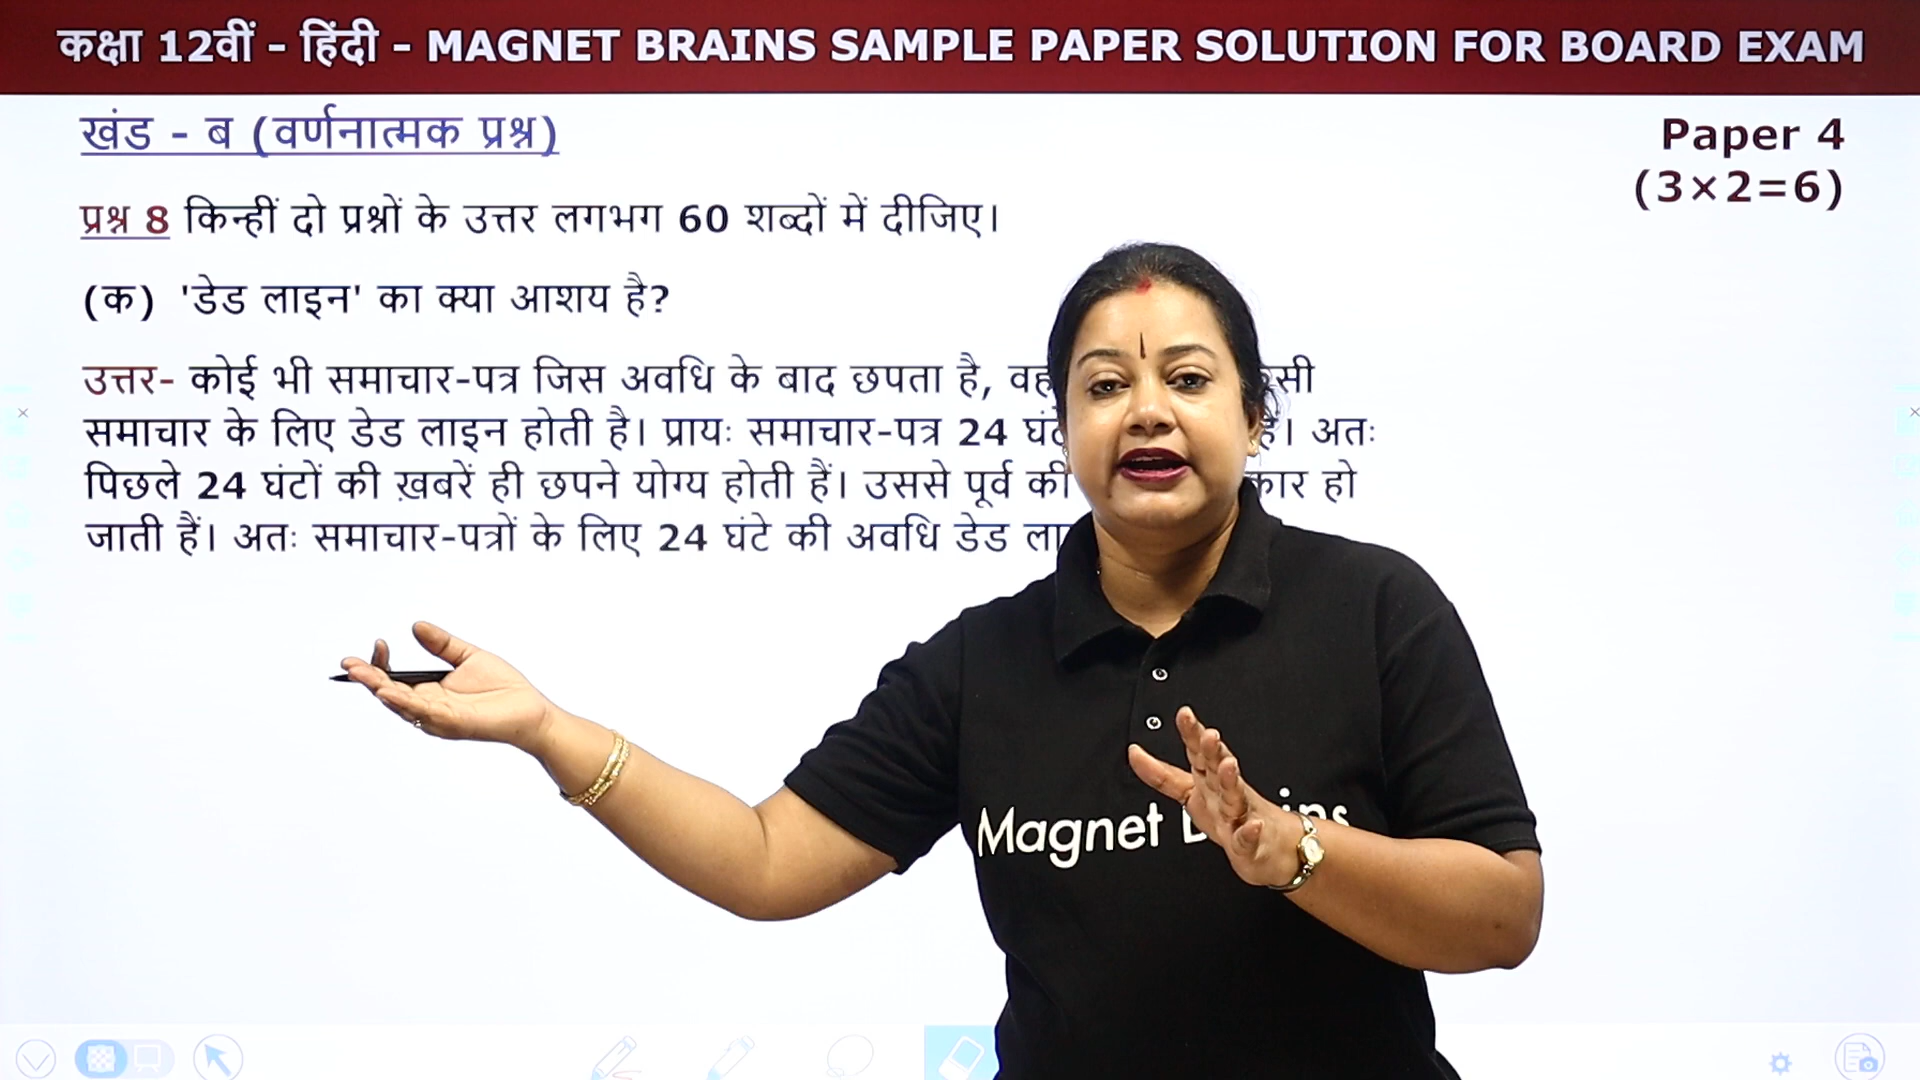 कक्षा 12वीं - हिंदी - MAGNET BRAINS SAMPLE PAPER SOLUTION FOR BOARD EXAM
खंड - ब (वर्णनात्मक प्रश्न)
Paper 4
(3×2=6)
प्रश्न 8 किन्हीं दो प्रश्नों के उत्तर लगभग 60 शब्दों में दीजिए।
(क) 'डेड लाइन' का क्या आशय है?
उत्तर- कोई भी समाचार-पत्र जिस अवधि के बाद छपता है,
समाचार के लिए डेड लाइन होती है। प्रायः समाचार-पत्र 24 है। अतः
पिछले 24 घंटों की ख़बरें ही छपने योग्य होती हैं। उससे पूर्व की हो
जाती हैं। अतः समाचार-पत्रों के लिए 24 घंटे की अवधि डेड
Magnet